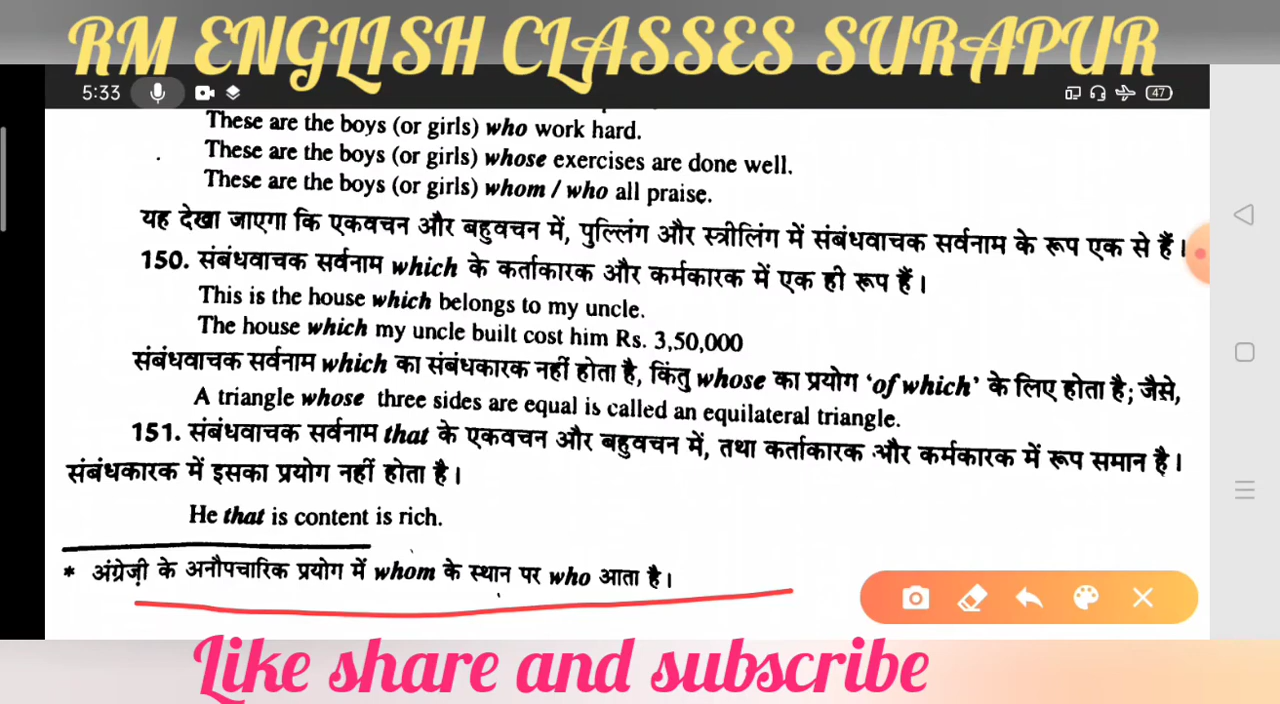 RM ENGLISH CLASSES SURAPUR
5:33
47
These are the boys (or girls) who work hard.
These are the boys (or girls) whose exercises are done well.
These are the boys (or girls) whom / who all praise.
यह देखा जाएगा कि एकवचन और बहुवचन में, पुल्लिंग और स्त्रीलिंग में संबंधवाचक सर्वनाम के रूप एक से हैं।
150. संबंधवाचक सर्वनाम which के कर्ताकारक और कर्मकारक में एक ही रूप हैं।
This is the house which belongs to my uncle.
The house which my uncle built cost him Rs. 3,50,000
संबंधवाचक सर्वनाम which का संबंधकारक नहीं होता है, किंतु whose का प्रयोग ‘of which’ के लिए होता है; जैसे,
A triangle whose three sides are equal is called an equilateral triangle.
151. संबंधवाचक सर्वनाम that के एकवचन और बहुवचन में, तथा कर्ताकारक और कर्मकारक में रूप समान है।
संबंधकारक में इसका प्रयोग नहीं होता है।
He that is content is rich.
* अंग्रेज़ी के अनौपचारिक प्रयोग में whom के स्थान पर who आता है।
Like share and subscribe